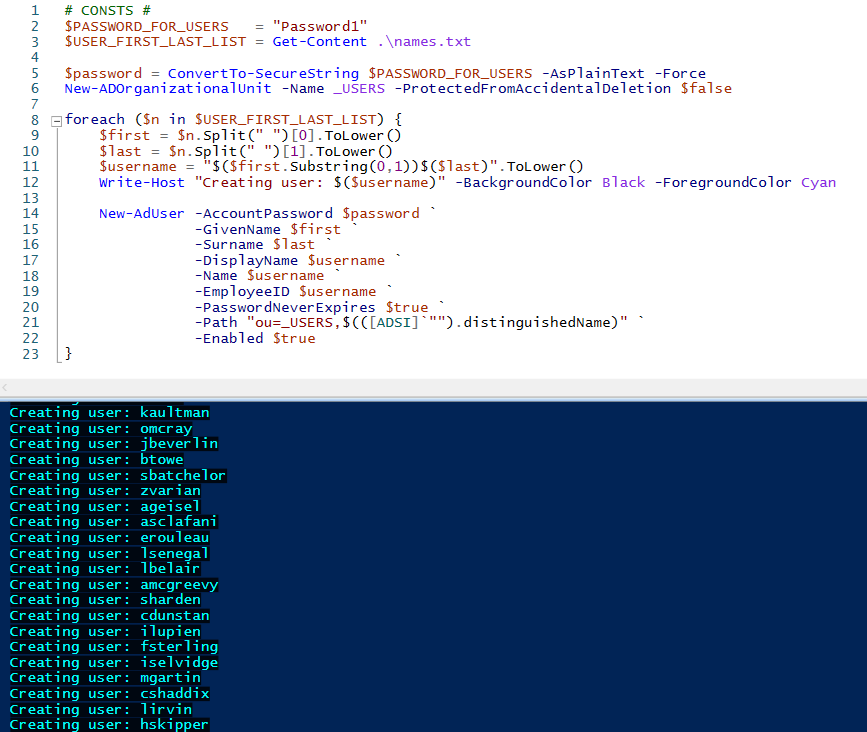 1 # CONSTS #
2 $PASSWORD_FOR_USERS   = "Password1"
3 $USER_FIRST_LAST_LIST = Get-Content .\names.txt
4
5 $password = ConvertTo-SecureString $PASSWORD_FOR_USERS -AsPlainText -Force
6 New-ADOrganizationalUnit -Name _USERS -ProtectedFromAccidentalDeletion $false
7
8 foreach ($n in $USER_FIRST_LAST_LIST) {
9     $first = $n.Split(" ")[0].ToLower()
10     $last = $n.Split(" ")[1].ToLower()
11     $username = "$($first.Substring(0,1))$($last)".ToLower()
12     Write-Host "Creating user: $($username)" -BackgroundColor Black -ForegroundColor Cyan
13
14     New-AdUser -AccountPassword $password `
15                -GivenName $first `
16                -Surname $last `
17                -DisplayName $username `
18                -Name $username `
19                -EmployeeID $username `
20                -PasswordNeverExpires $true `
21                -Path "ou=_USERS,$(([ADSI]`"").distinguishedName)" `
22                -Enabled $true
23 }
Creating user: kaultman
Creating user: omcray
Creating user: jbeverlin
Creating user: btowe
Creating user: sbatchelor
Creating user: zvarian
Creating user: ageisel
Creating user: asclafani
Creating user: erouleau
Creating user: lsenegal
Creating user: lbelair
Creating user: amcgreevy
Creating user: sharden
Creating user: cdunstan
Creating user: ilupien
Creating user: fsterling
Creating user: iselvidge
Creating user: mgartin
Creating user: cshaddix
Creating user: lirvin
Creating user: hskipper